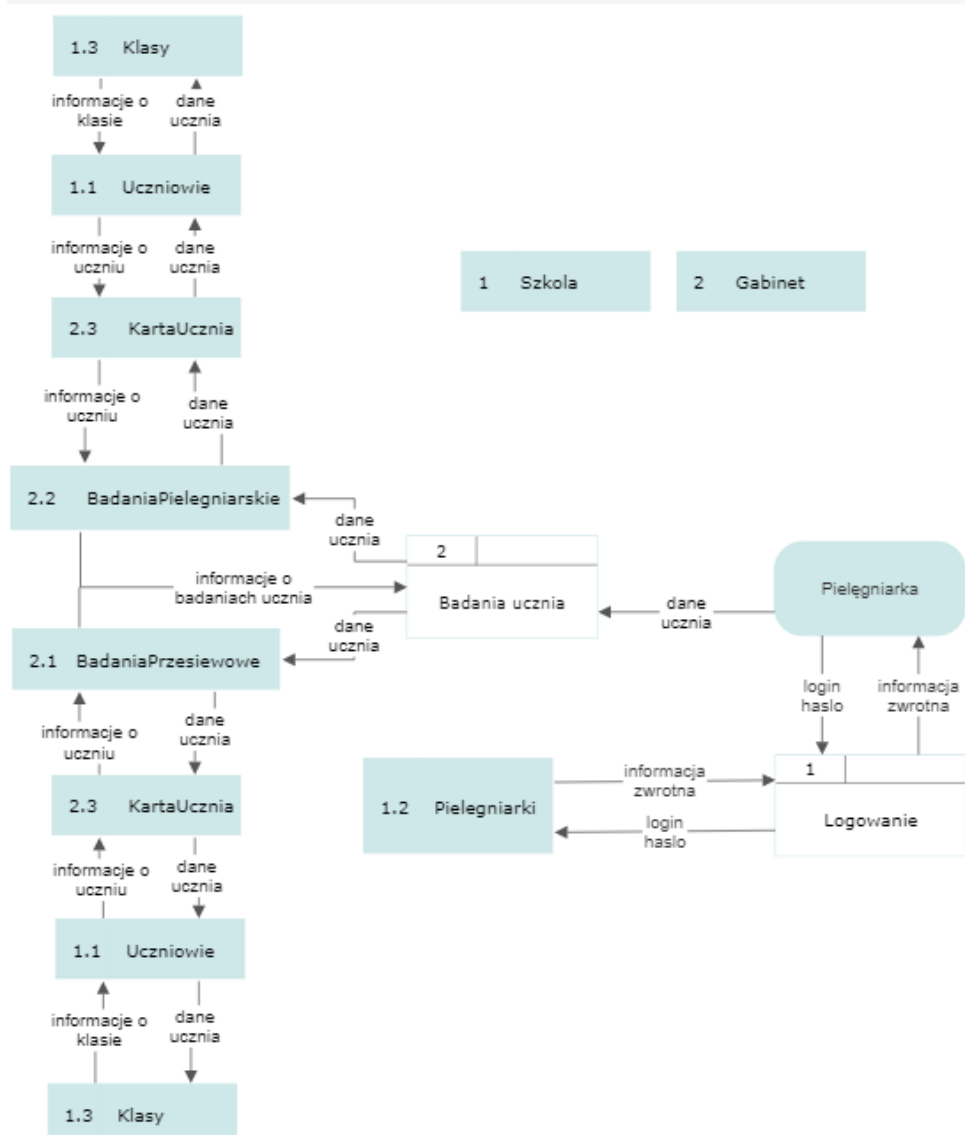 1.3 Klasy
informacje o
klasie
dane
ucznia
1.1 Uczniowie
informacje o
uczniu
dane
ucznia
1 Szkola
2 Gabinet
2.3 KartaUcznia
informacje o
uczniu
dane
ucznia
2.2 BadaniaPielegniarskie
dane
ucznia
2
Badania ucznia
informacje o
badaniach ucznia
dane
ucznia
Pielęgniarka
dane
ucznia
2.1 BadaniaPrzesiewowe
login
haslo
informacja
zwrotna
informacje o
uczniu
dane
ucznia
1
Logowanie
1.2 Pielegniarki
informacja
zwrotna
login
haslo
2.3 KartaUcznia
informacje o
uczniu
dane
ucznia
1.1 Uczniowie
informacje o
klasie
dane
ucznia
1.3 Klasy